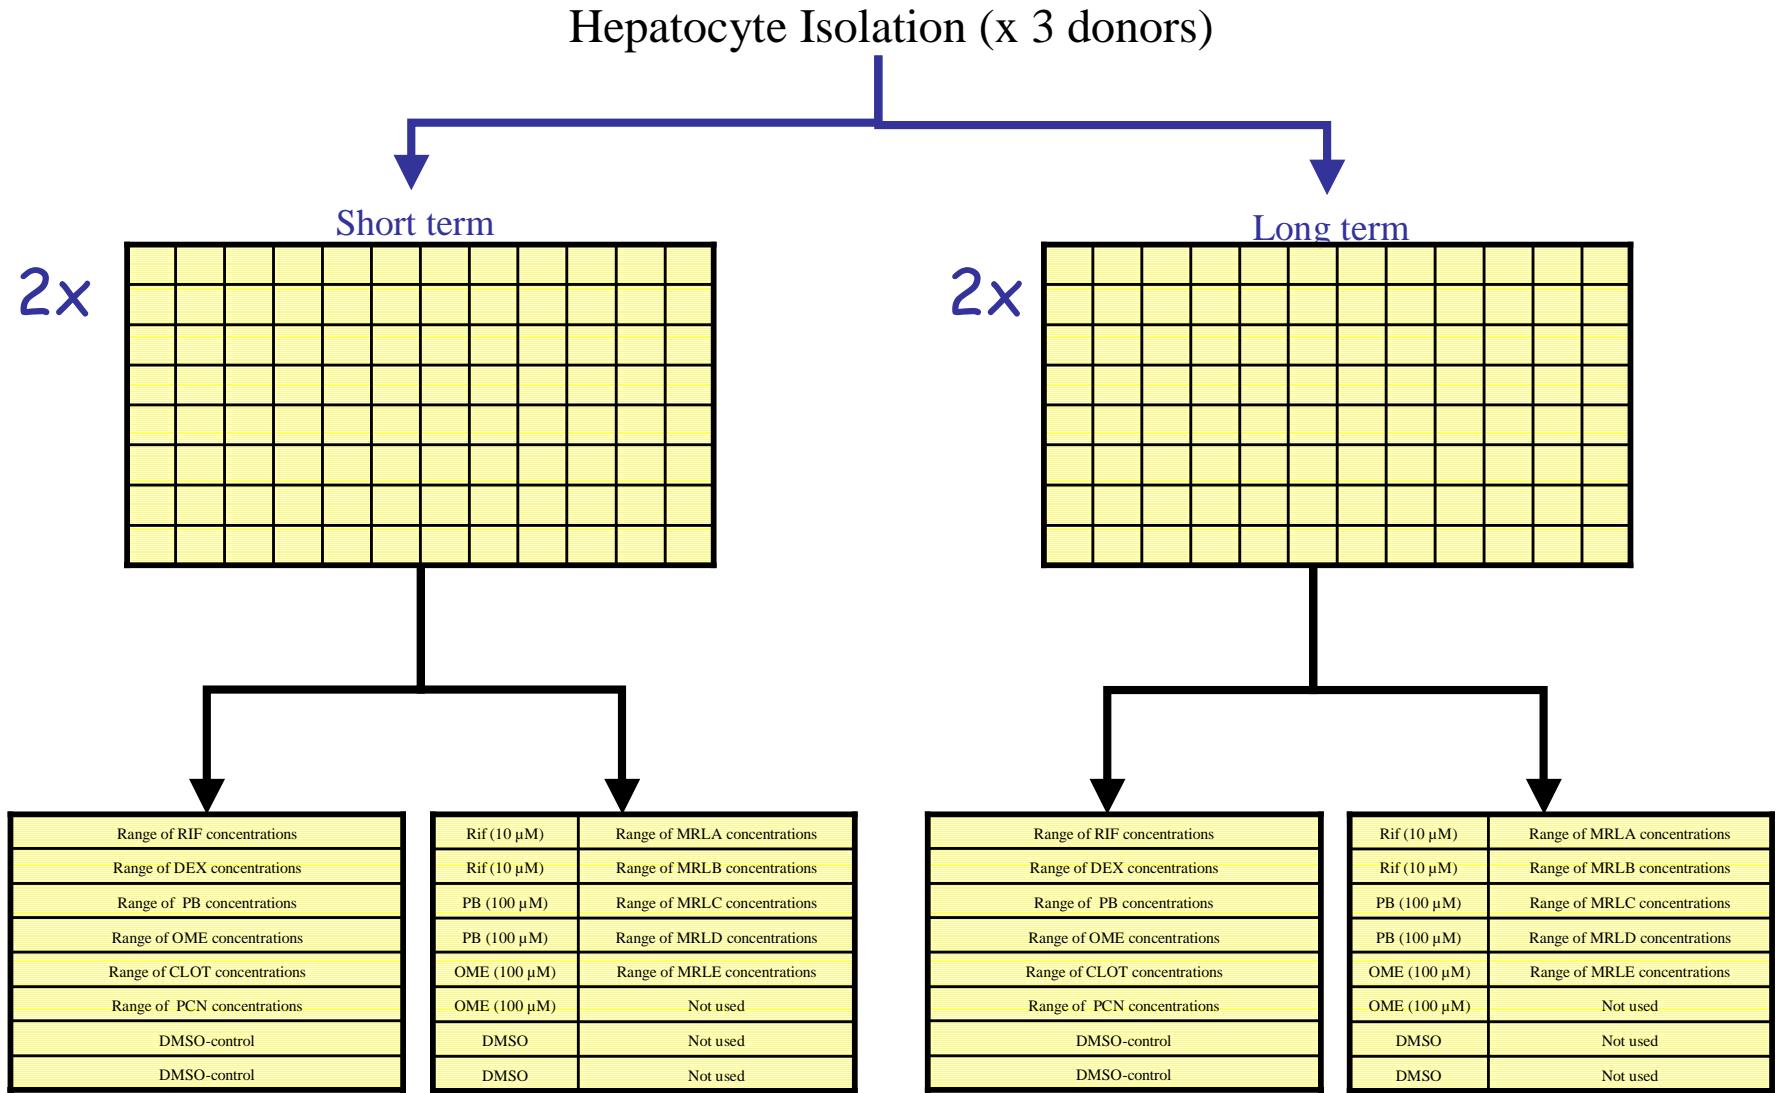 Hepatocyte Isolation (x 3 donors)
Short term
Long term
2x
2x
Range of RIF concentrations
Range of DEX concentrations
Range of PB concentrations
Range of OME concentrations
Range of CLOT concentrations
Range of PCN concentrations
DMSO-control
DMSO-control
Rif (10 µM) Range of MRLA concentrations
Rif (10 µM) Range of MRLB concentrations
PB (100 µM) Range of MRLC concentrations
PB (100 µM) Range of MRLD concentrations
OME (100 µM) Range of MRLE concentrations
OME (100 µM) Not used
DMSO Not used
DMSO Not used
Range of RIF concentrations
Range of DEX concentrations
Range of PB concentrations
Range of OME concentrations
Range of CLOT concentrations
Range of PCN concentrations
DMSO-control
DMSO-control
Rif (10 µM) Range of MRLA concentrations
Rif (10 µM) Range of MRLB concentrations
PB (100 µM) Range of MRLC concentrations
PB (100 µM) Range of MRLD concentrations
OME (100 µM) Range of MRLE concentrations
OME (100 µM) Not used
DMSO Not used
DMSO Not used